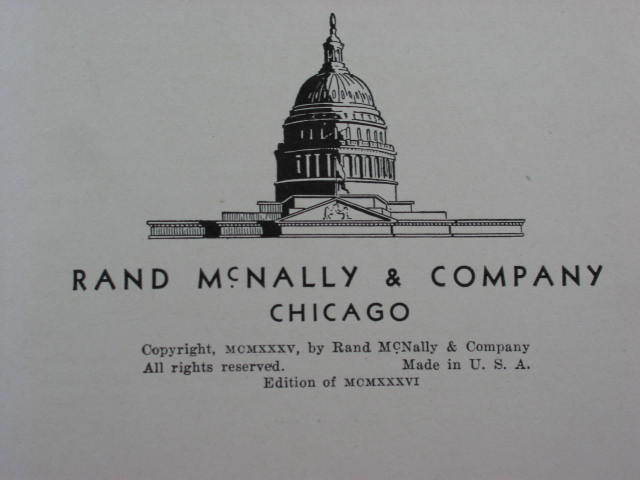 RAND McNALLY & COMPANY
CHICAGO
Copyright, MCMXXXV, by Rand McNally & Company
All rights reserved. Made in U. S. A.
Edition of MCMXXXVI